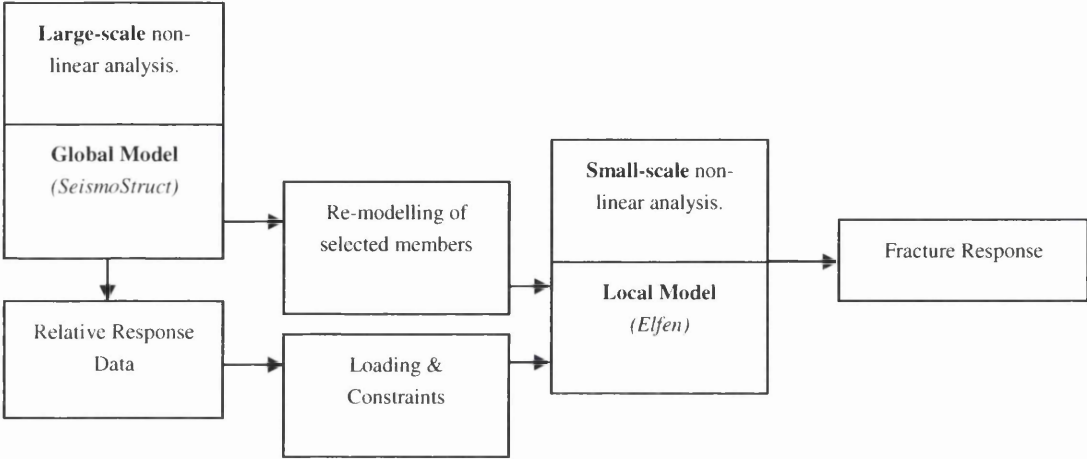 Large-scale non-
linear analysis.
Global Model
(SeismoStruct)
Relative Response
Data
Re-modelling of
selected members
Loading &
Constraints
Small-scale non-
linear analysis.
Local Model
(Elfen)
Fracture Response